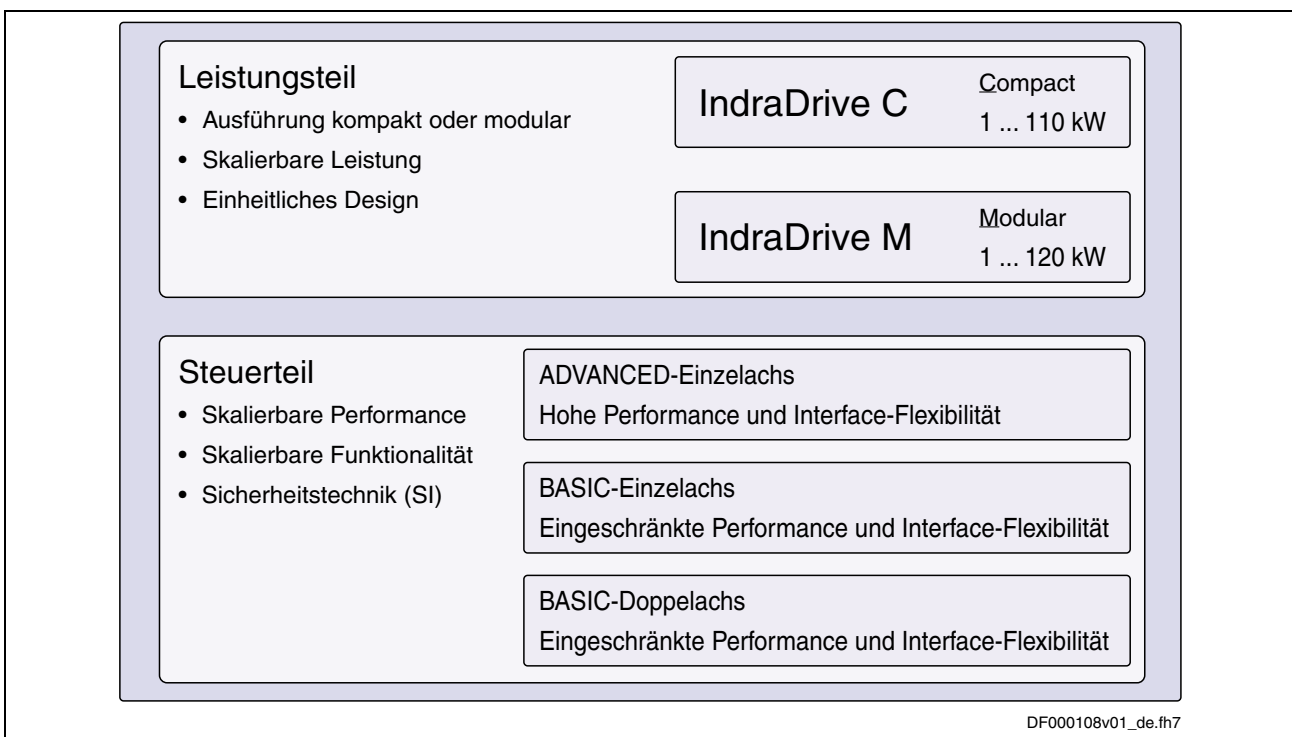 Leistungsteil
• Ausführung kompakt oder modular
• Skalierbare Leistung
• Einheitliches Design
IndraDrive C
Compact
1 ... 110 kW
IndraDrive M
Modular
1 ... 120 kW
Steuerteil
• Skalierbare Performance
• Skalierbare Funktionalität
• Sicherheitstechnik (SI)
ADVANCED-Einzelachs
Hohe Performance und Interface-Flexibilität
BASIC-Einzelachs
Eingeschränkte Performance und Interface-Flexibilität
BASIC-Doppelachs
Eingeschränkte Performance und Interface-Flexibilität
DF000108v01_de.fh7